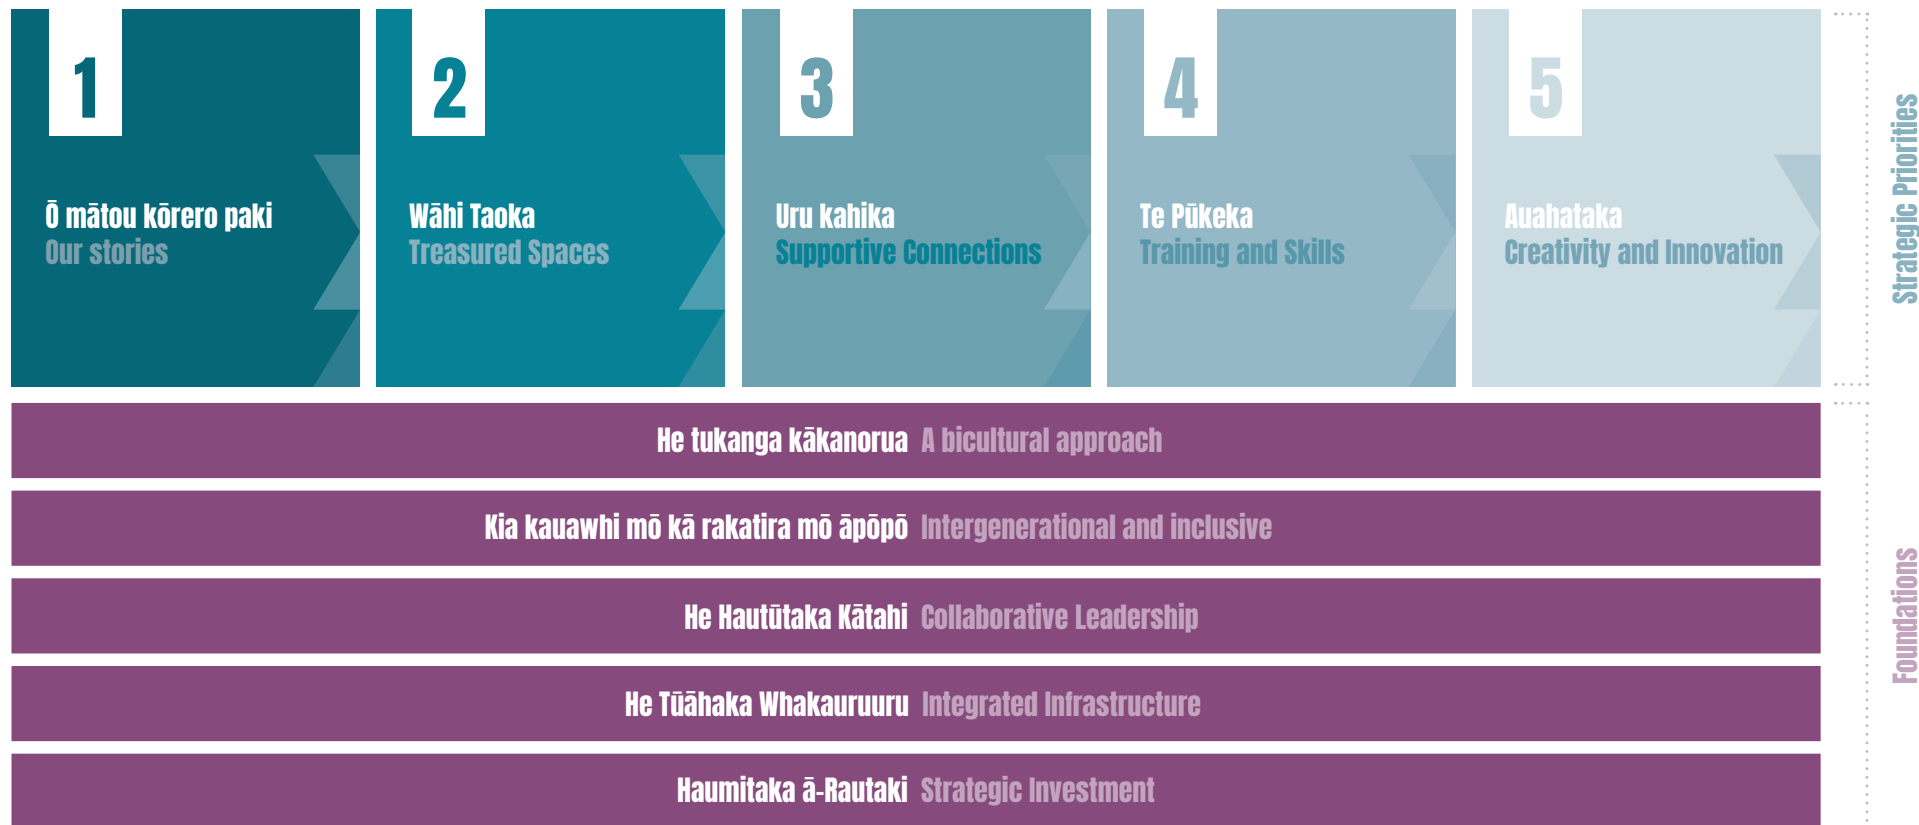 1
Ō mātou kōrero paki
Our stories
2
Wāhi Taoka
Treasured Spaces
3
Uru kahika
Supportive Connections
4
Te Pūkeka
Training and Skills
5
Auahataka
Creativity and Innovation
Strategic Priorities
He tukanga kākanorua A bicultural approach
Kia kauawhi mō kā rakatira mō āpōpō Intergenerational and inclusive
He Hautūtaka Kātahi Collaborative Leadership
He Tūāhaka Whakauruuru Integrated Infrastructure
Haumitaka ā-Rautaki Strategic Investment
Foundations